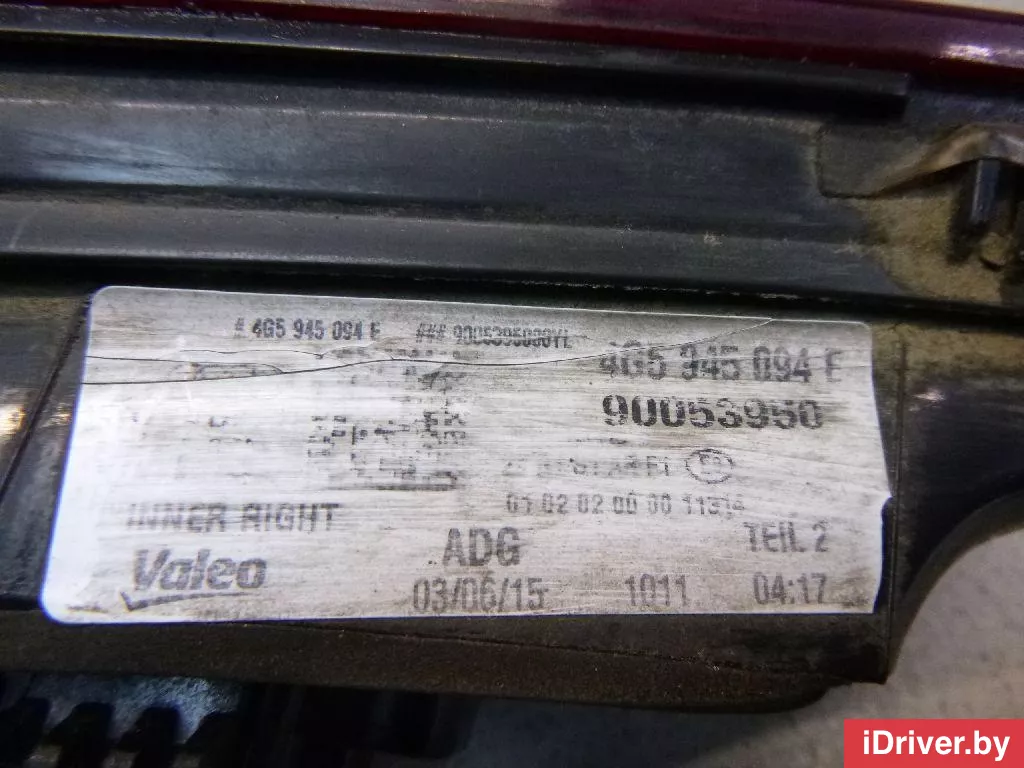 # 4G5 945 094 E ###
4G5 945 094 E
90053950
01 02 02 00 00 11314
INNER RIGHT
ADG TEIL 2
Valeo 03/06/15 1011 04:17
iDriver.by